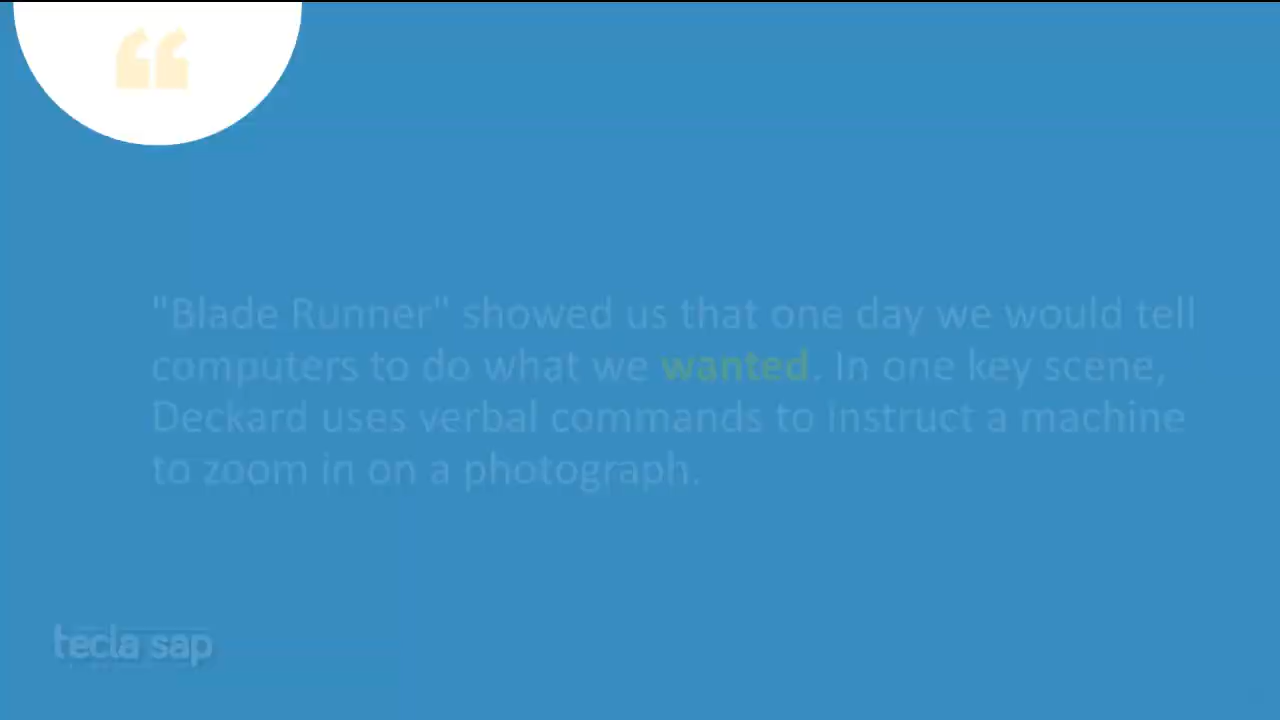 “
"Blade Runner" showed us that one day we would tell
computers to do what we wanted. In one key scene,
Deckard uses verbal commands to instruct a machine
to zoom in on a photograph.
tecla sap